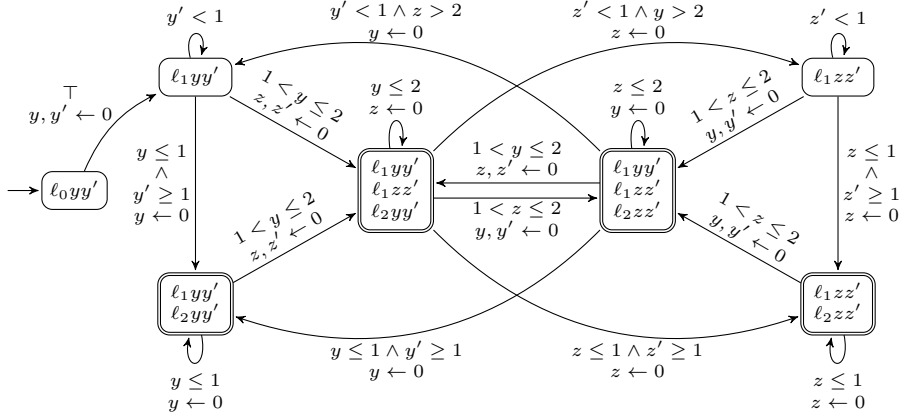 y′ < 1
y′ < 1 ∧ z > 2
y ← 0
z′ < 1 ∧ y > 2
z ← 0
z′ < 1
ℓ₁yy′
ℓ₁zz′
⊤
y, y′ ← 0
1 < y ≤ 2
z, z′ ← 0
y ≤ 2
z ← 0
z ≤ 2
y ← 0
1 < z ≤ 2
y, y′ ← 0
ℓ₀yy′
y ≤ 1
∧
y′ ≥ 1
y ← 0
ℓ₁yy′
ℓ₁zz′
ℓ₂yy′
1 < y ≤ 2
z, z′ ← 0
1 < z ≤ 2
y, y′ ← 0
ℓ₁yy′
ℓ₁zz′
ℓ₂zz′
z ≤ 1
∧
z′ ≥ 1
z ← 0
1 < y ≤ 2
z, z′ ← 0
1 < z ≤ 2
y, y′ ← 0
ℓ₁yy′
ℓ₂yy′
ℓ₁zz′
ℓ₂zz′
y ≤ 1 ∧ y′ ≥ 1
y ← 0
z ≤ 1 ∧ z′ ≥ 1
z ← 0
y ≤ 1
y ← 0
z ≤ 1
z ← 0